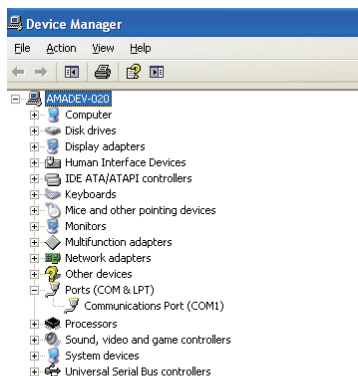 Device Manager
File Action View Help
AMADEV-020
Computer
Disk drives
Display adapters
Human Interface Devices
IDE ATA/ATAPI controllers
Keyboards
Mice and other pointing devices
Monitors
Multifunction adapters
Network adapters
Other devices
Ports (COM & LPT)
Communications Port (COM1)
Processors
Sound, video and game controllers
System devices
Universal Serial Bus controllers